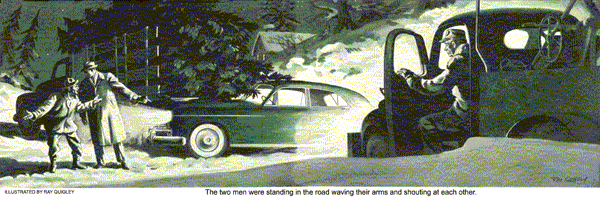 ILLUSTRATED BY RAY QUIGLEY
The two men were standing in the road waving their arms and shouting at each other.